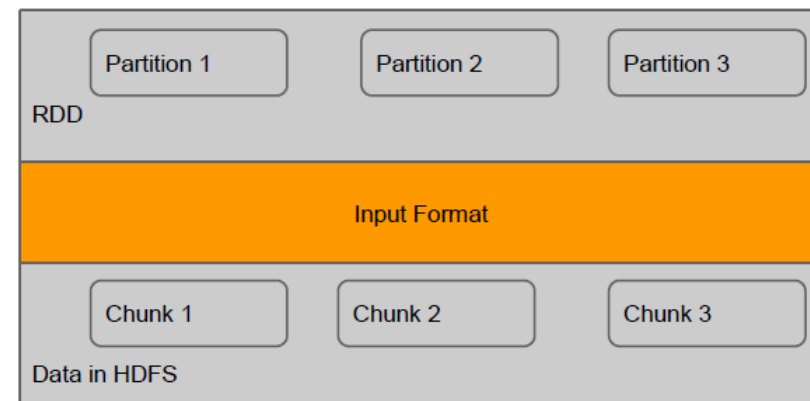 Partition 1
Partition 2
Partition 3
RDD
Input Format
Chunk 1
Chunk 2
Chunk 3
Data in HDFS